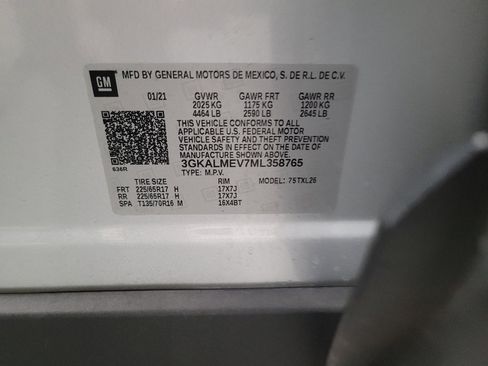 GM
MFD BY GENERAL MOTORS DE MEXICO, S. DE R.L. DE C.V.
01/21 GVWR GAWR FRT GAWR RR
2025 KG 1175 KG 1200 KG
4464 LB 2590 LB 2645 LB
THIS VEHICLE CONFORMS TO ALL
APPLICABLE U.S. FEDERAL MOTOR
VEHICLE SAFETY AND THEFT PREVENTION
STANDARDS IN EFFECT ON THE DATE OF
MANUFACTURE SHOWN ABOVE.
636R 3GKALMEV7ML358765
TYPE: M.P.V.
TIRE SIZE RIM MODEL: 75TXL26
FRT 225/65R17 H 17X7J
RR 225/65R17 H 17X7J
SPA T135/70R16 M 16X4BT